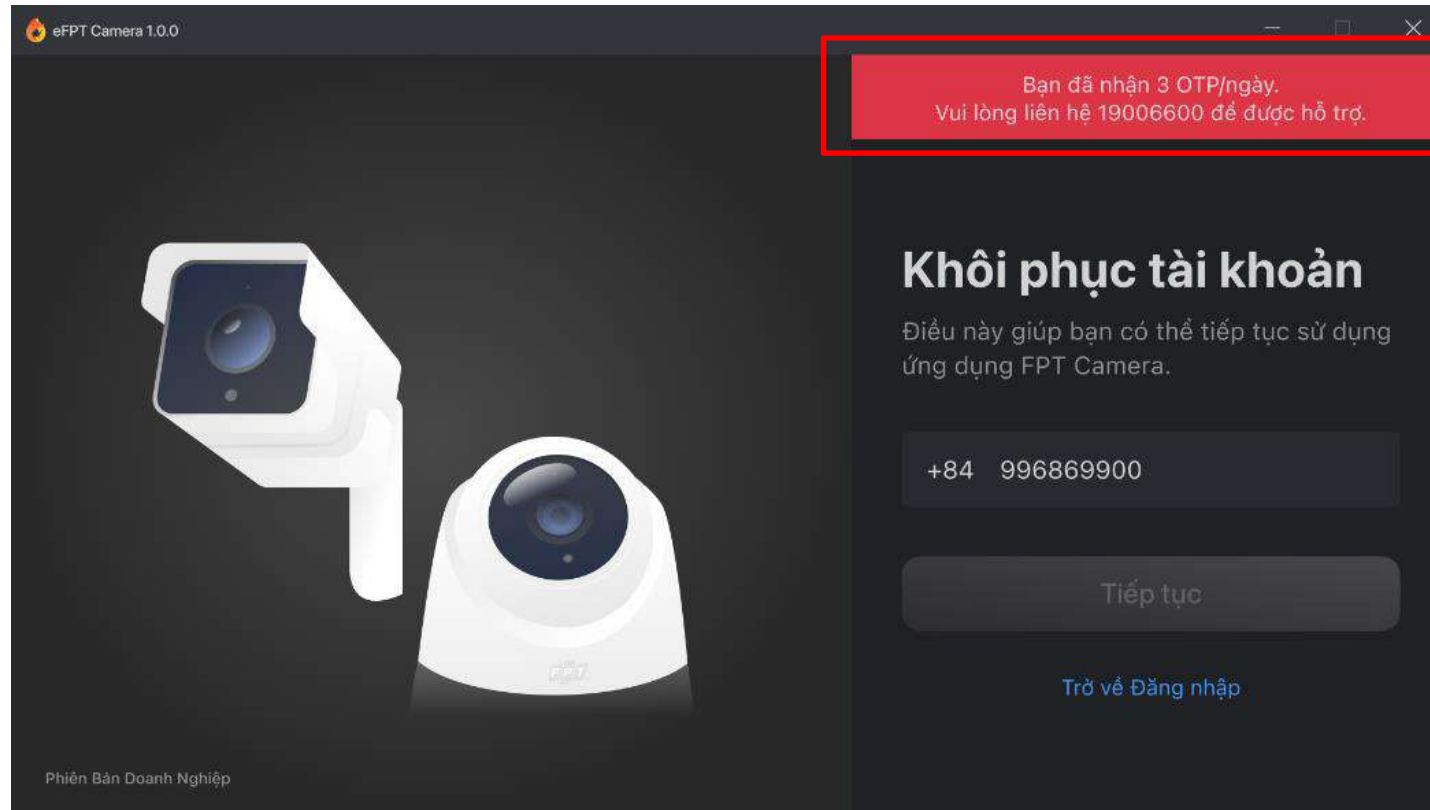 eFPT Camera 1.0.0
Bạn đã nhận 3 OTP/ngày.
Vui lòng liên hệ 19006600 để được hỗ trợ.
Khôi phục tài khoản
Điều này giúp bạn có thể tiếp tục sử dụng
ứng dụng FPT Camera.
+84 996869900
Tiếp tục
Trở về Đăng nhập
FPT
Phiên Bản Doanh Nghiệp